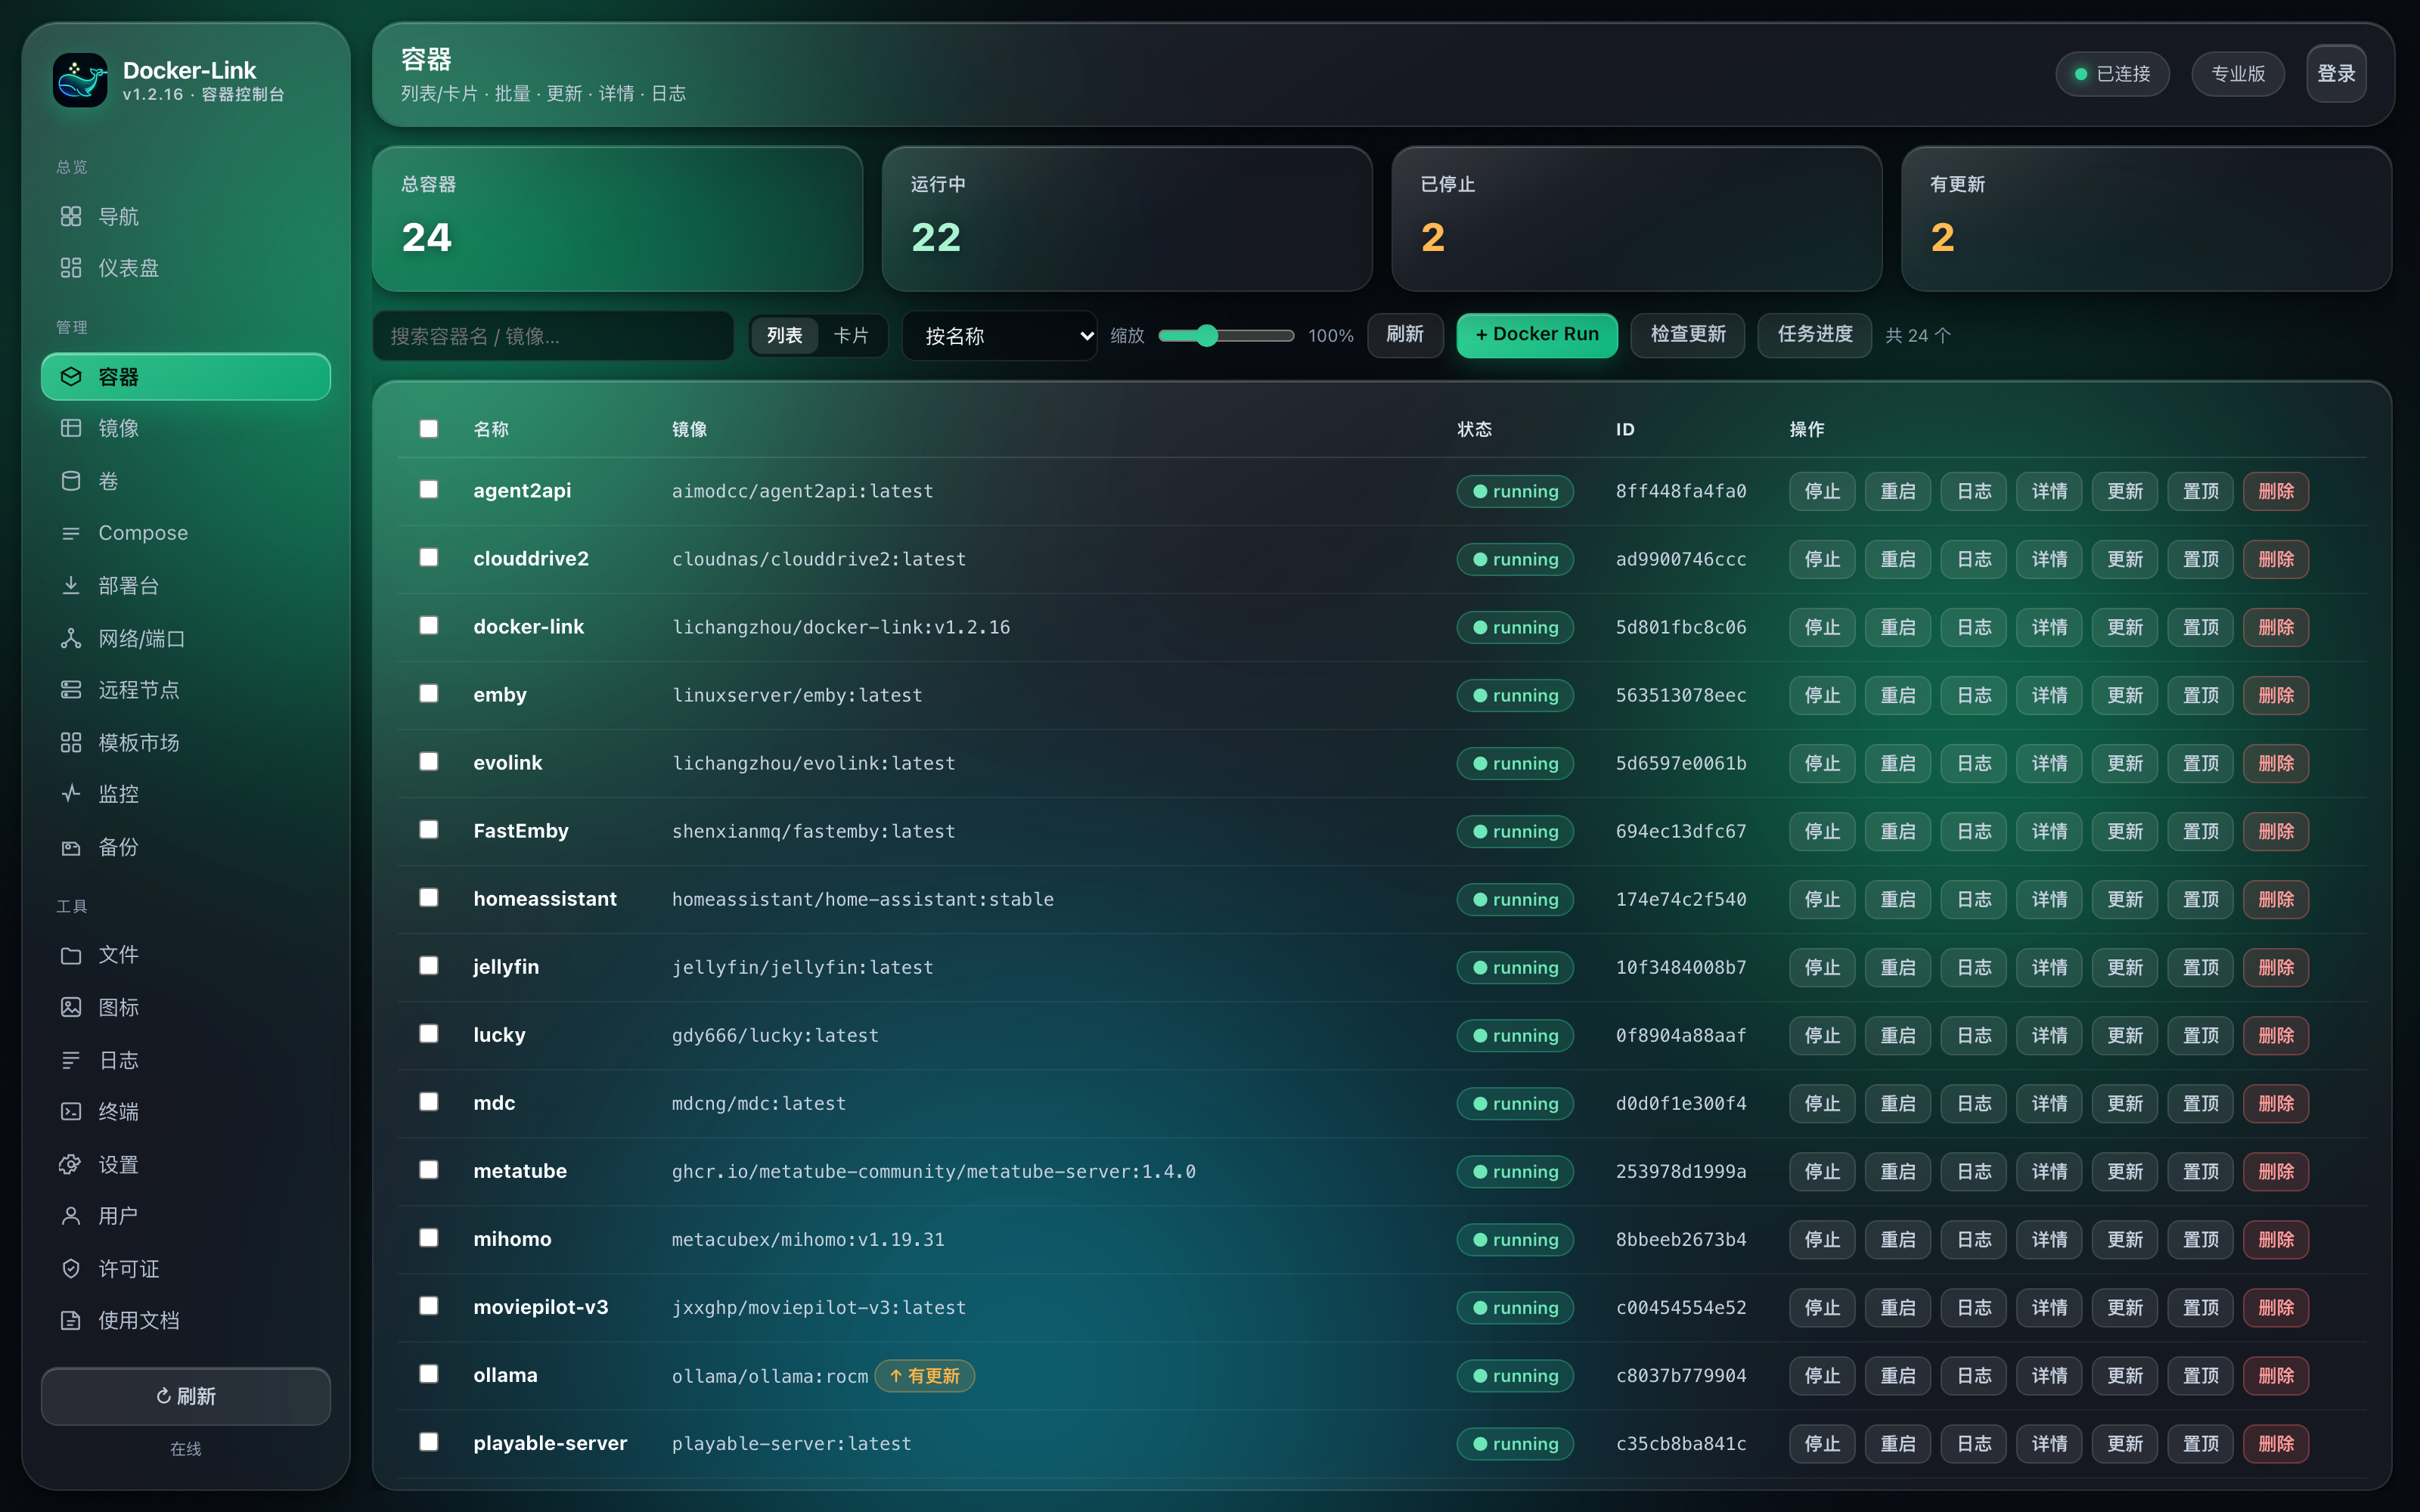 Docker-Link
v1.2.16 · 容器控制台
总览
导航
仪表盘
管理
容器
镜像
卷
Compose
部署台
网络/端口
远程节点
模板市场
监控
备份
工具
文件
图标
日志
终端
设置
用户
许可证
使用文档
刷新
在线
容器
列表/卡片 · 批量 · 更新 · 详情 · 日志
已连接 专业版 登录
总容器 运行中 已停止 有更新
24 22 2 2
搜索容器名 / 镜像... 列表 卡片 按名称 缩放 100% 刷新 + Docker Run 检查更新 任务进度 共 24 个
名称 镜像 状态 ID 操作
agent2api aimodcc/agent2api:latest running 8ff448fa4fa0 停止 重启 日志 详情 更新 置顶 删除
clouddrive2 cloudnas/clouddrive2:latest running ad9900746ccc 停止 重启 日志 详情 更新 置顶 删除
docker-link lichangzhou/docker-link:v1.2.16 running 5d801fbc8c06 停止 重启 日志 详情 更新 置顶 删除
emby linuxserver/emby:latest running 563513078eec 停止 重启 日志 详情 更新 置顶 删除
evolink lichangzhou/evolink:latest running 5d6597e0061b 停止 重启 日志 详情 更新 置顶 删除
FastEmby shenxianmq/fastemby:latest running 694ec13dfc67 停止 重启 日志 详情 更新 置顶 删除
homeassistant homeassistant/home-assistant:stable running 174e74c2f540 停止 重启 日志 详情 更新 置顶 删除
jellyfin jellyfin/jellyfin:latest running 10f3484008b7 停止 重启 日志 详情 更新 置顶 删除
lucky gdy666/lucky:latest running 0f8904a88aaf 停止 重启 日志 详情 更新 置顶 删除
mdc mdcng/mdc:latest running d0d0f1e300f4 停止 重启 日志 详情 更新 置顶 删除
metatube ghcr.io/metatube-community/metatube-server:1.4.0 running 253978d1999a 停止 重启 日志 详情 更新 置顶 删除
mihomo metacubex/mihomo:v1.19.31 running 8bbeeb2673b4 停止 重启 日志 详情 更新 置顶 删除
moviepilot-v3 jxxghp/moviepilot-v3:latest running c00454554e52 停止 重启 日志 详情 更新 置顶 删除
ollama ollama/ollama:rocm ↑ 有更新 running c8037b779904 停止 重启 日志 详情 更新 置顶 删除
playable-server playable-server:latest running c35cb8ba841c 停止 重启 日志 详情 更新 置顶 删除